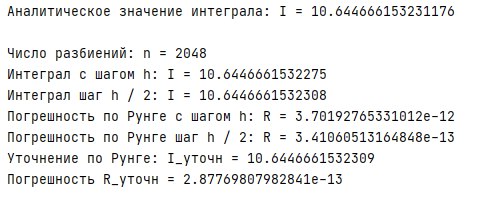 Аналитическое значение интеграла: I = 10.644666153231176
Число разбиений: n = 2048
Интеграл с шагом h: I = 10.6446661532275
Интеграл шаг h / 2: I = 10.6446661532308
Погрешность по Рунге с шагом h: R = 3.70192765331012e-12
Погрешность по Рунге шаг h / 2: R = 3.41060513164848e-13
Уточнение по Рунге: I_уточн = 10.6446661532309
Погрешность R_уточн = 2.87769807982841e-13